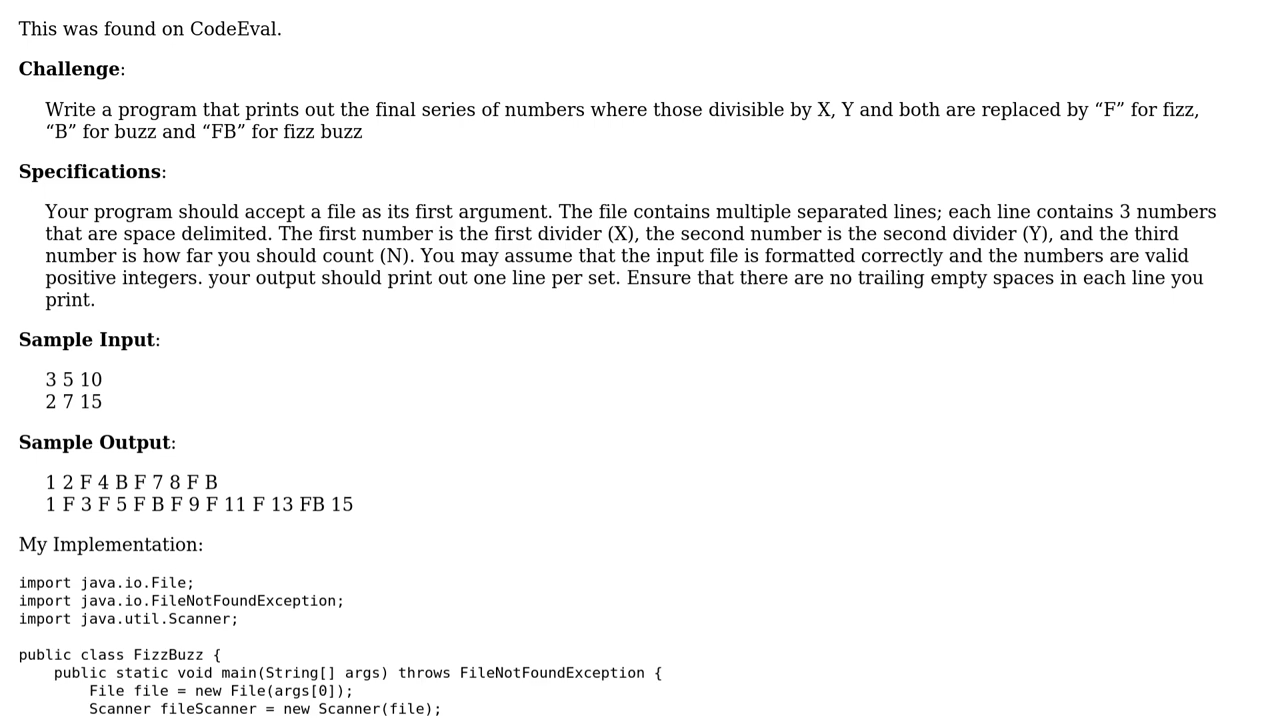 This was found on CodeEval.
Challenge:
Write a program that prints out the final series of numbers where those divisible by X, Y and both are replaced by “F” for fizz,
“B” for buzz and “FB” for fizz buzz
Specifications:
Your program should accept a file as its first argument. The file contains multiple separated lines; each line contains 3 numbers
that are space delimited. The first number is the first divider (X), the second number is the second divider (Y), and the third
number is how far you should count (N). You may assume that the input file is formatted correctly and the numbers are valid
positive integers. your output should print out one line per set. Ensure that there are no trailing empty spaces in each line you
print.
Sample Input:
3 5 10
2 7 15
Sample Output:
1 2 F 4 B F 7 8 F B
1 F 3 F 5 F B F 9 F 11 F 13 FB 15
My Implementation:
import java.io.File;
import java.io.FileNotFoundException;
import java.util.Scanner;
public class FizzBuzz {
    public static void main(String[] args) throws FileNotFoundException {
        File file = new File(args[0]);
        Scanner fileScanner = new Scanner(file);